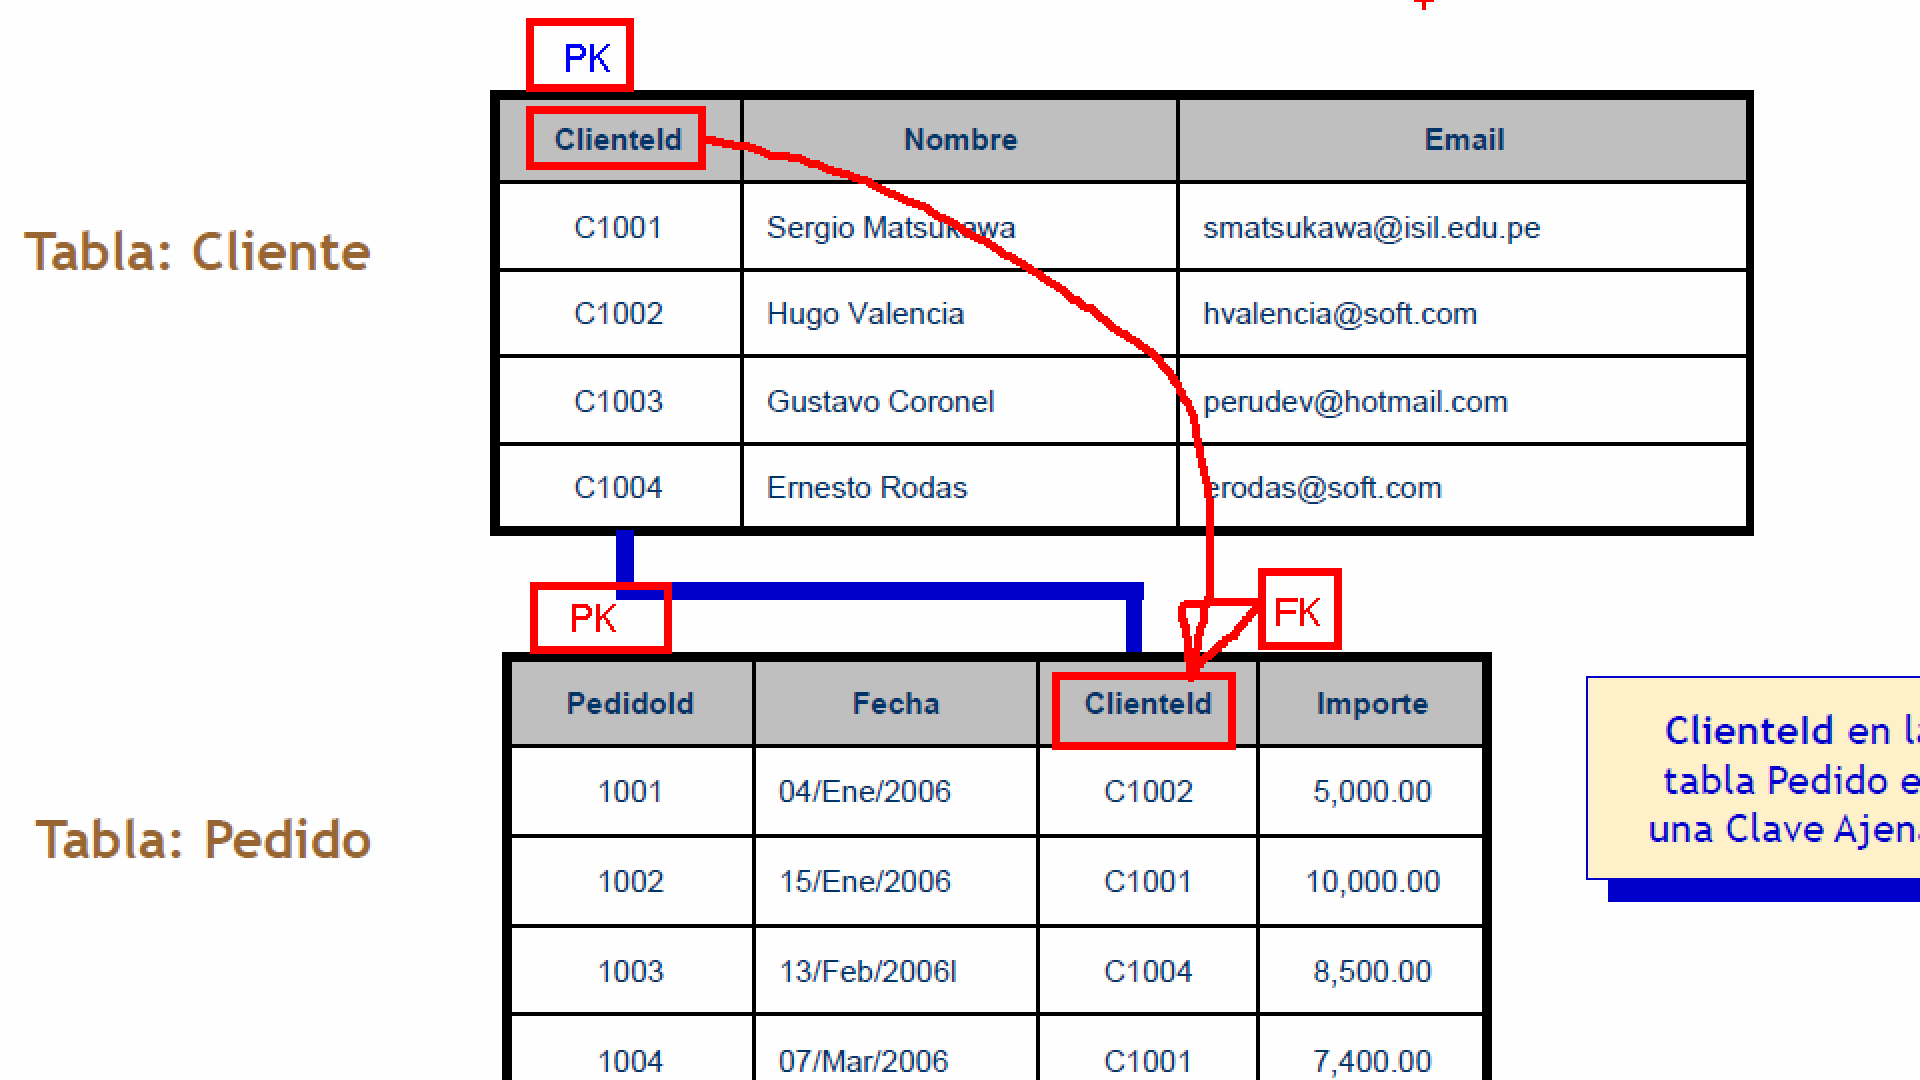 PK
ClienteId Nombre Email
C1001 Sergio Matsukawa smatsukawa@isil.edu.pe
Tabla: Cliente
C1002 Hugo Valencia hvalencia@soft.com
C1003 Gustavo Coronel perudev@hotmail.com
C1004 Ernesto Rodas erodas@soft.com
PK FK
PedidoId Fecha ClienteId Importe
1001 04/Ene/2006 C1002 5,000.00
Tabla: Pedido
1002 15/Ene/2006 C1001 10,000.00
1003 13/Feb/2006l C1004 8,500.00
1004 07/Mar/2006 C1001 7,400.00
ClienteId en
tabla Pedido
una Clave